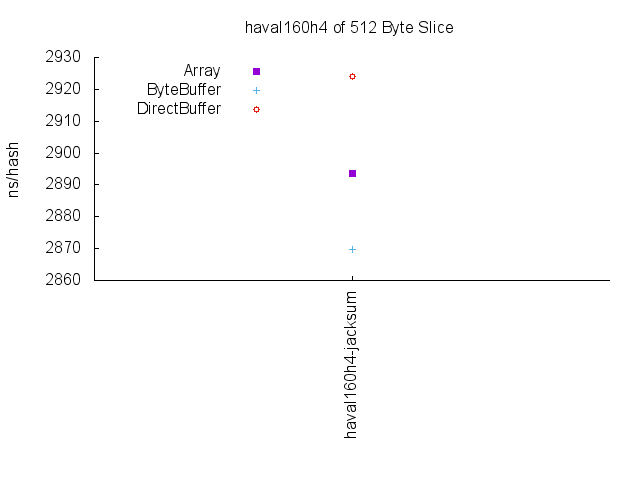 haval160h4 of 512 Byte Slice
2930
2920
2910
2900
2890
2880
2870
2860
ns/hash
Array
ByteBuffer
DirectBuffer
haval160h4-jacksum